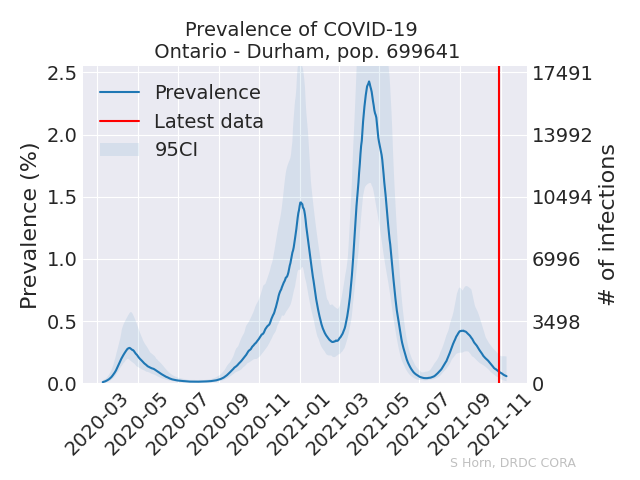 Prevalence of COVID-19
Ontario - Durham, pop. 699641
Prevalence
Latest data
95CI
Prevalence (%)
2.5
2.0
1.5
1.0
0.5
0.0
17491
13992
10494
6996
3498
0
# of infections
2020-03
2020-05
2020-07
2020-09
2020-11
2021-01
2021-03
2021-05
2021-07
2021-09
2021-11
S Horn, DRDC CORA